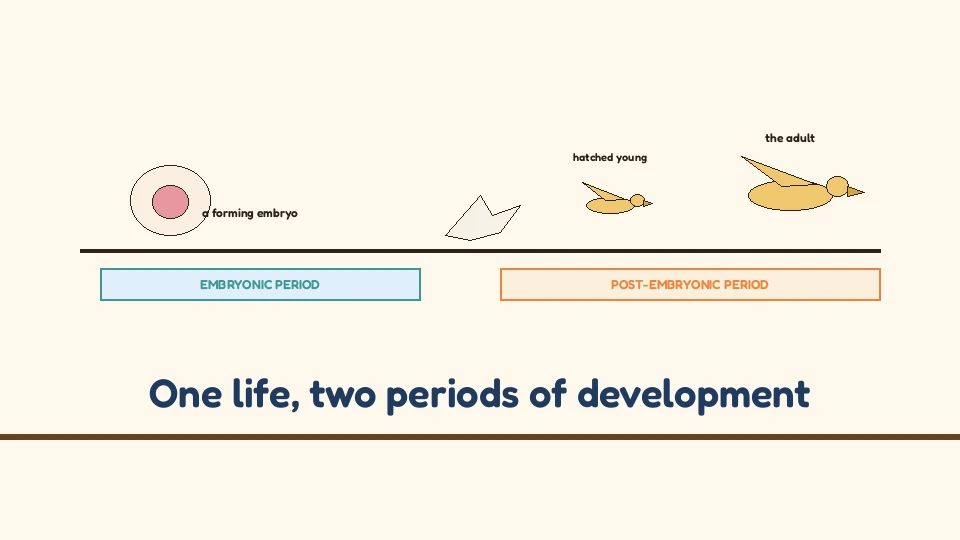 the adult
hatched young
a forming embryo
EMBRYONIC PERIOD
POST-EMBRYONIC PERIOD
One life, two periods of development